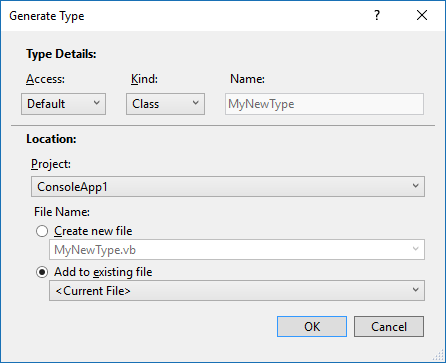 Generate Type
?
Type Details:
Access: Kind: Name:
Default Class MyNewType
Location:
Project:
ConsoleApp1
File Name:
Create new file
MyNewType.vb
Add to existing file
<Current File>
OK Cancel